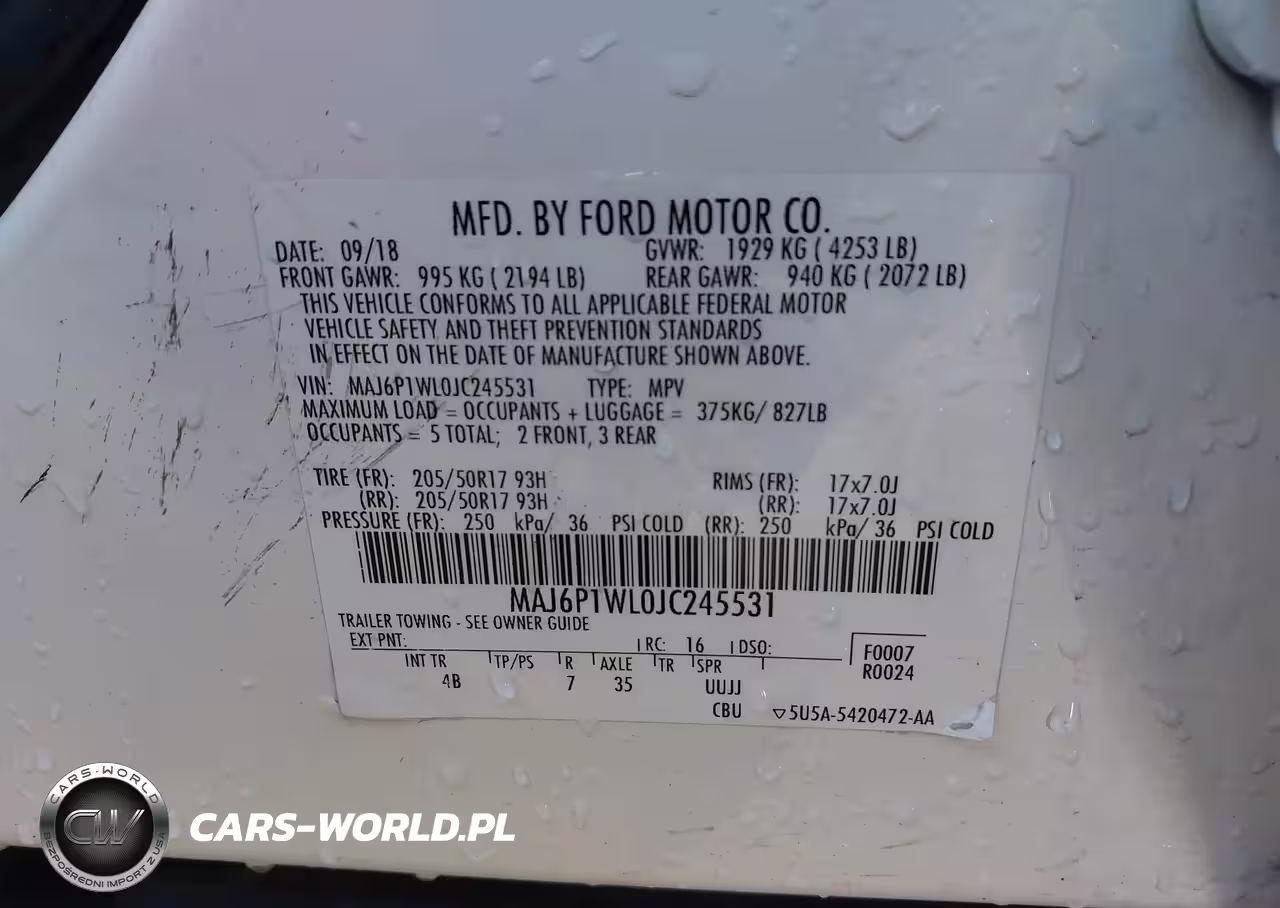 MFD. BY FORD MOTOR CO.
DATE: 09/18 GVWR: 1929 KG ( 4253 LB)
FRONT GAWR: 995 KG ( 2194 LB) REAR GAWR: 940 KG ( 2072 LB)
THIS VEHICLE CONFORMS TO ALL APPLICABLE FEDERAL MOTOR
VEHICLE SAFETY AND THEFT PREVENTION STANDARDS
IN EFFECT ON THE DATE OF MANUFACTURE SHOWN ABOVE.
VIN: MAJ6P1WL0JC245531 TYPE: MPV
MAXIMUM LOAD = OCCUPANTS + LUGGAGE = 375KG/ 827LB
OCCUPANTS = 5 TOTAL; 2 FRONT, 3 REAR
TIRE (FR): 205/50R17 93H RIMS (FR): 17x7.0J
(RR): 205/50R17 93H (RR): 17x7.0J
PRESSURE (FR): 250 kPa/ 36 PSI COLD (RR): 250 kPa/ 36 PSI COLD
MAJ6P1WL0JC245531
TRAILER TOWING - SEE OWNER GUIDE
EXT PNT: RC: 16 DSO: F0007
R0024
INT TR TP/PS R AXLE TR SPR
4B 7 35 UUJJ
CBU ▽5U5A-5420472-AA
CARS-WORLD
CW
BEZPOŚREDNI IMPORT Z USA
CARS-WORLD.PL